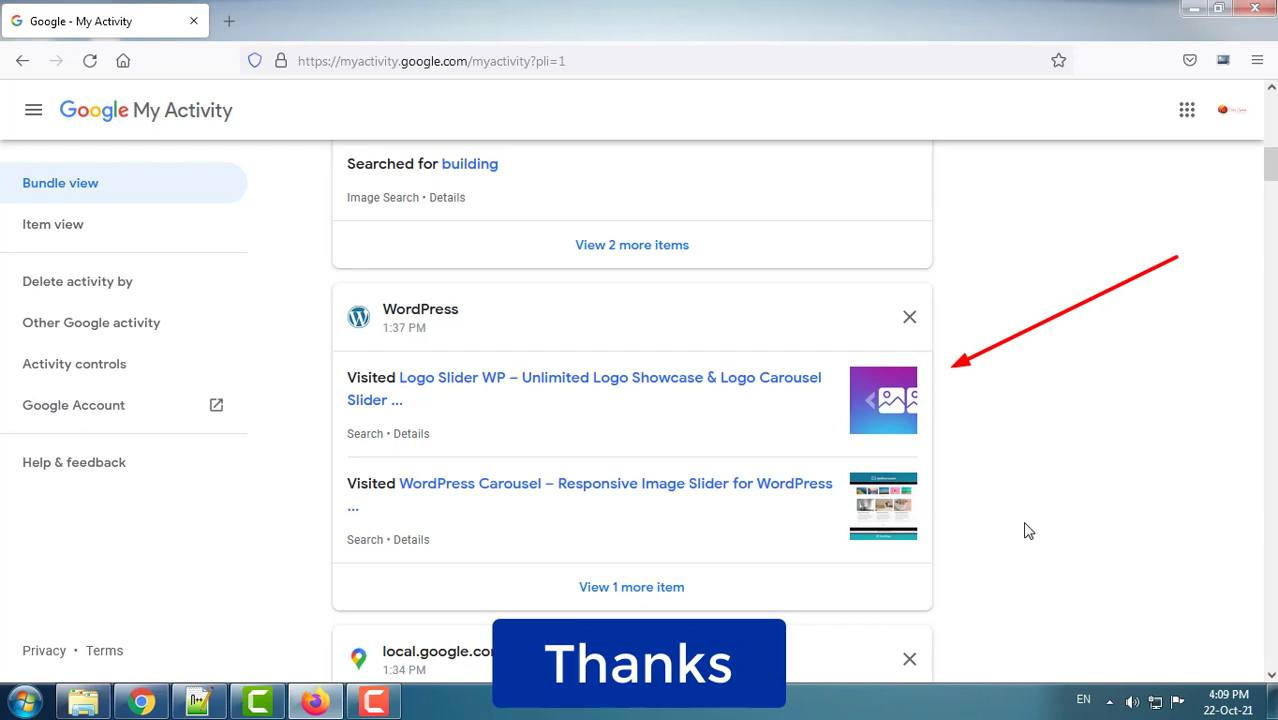 Google - My Activity
https://myactivity.google.com/myactivity?pli=1
Google My Activity
Bundle view
Item view
Delete activity by
Other Google activity
Activity controls
Google Account
Help & feedback
Privacy • Terms
Searched for building
Image Search • Details
View 2 more items
WordPress
1:37 PM
Visited Logo Slider WP – Unlimited Logo Showcase & Logo Carousel
Slider ...
Search • Details
Visited WordPress Carousel – Responsive Image Slider for WordPress
...
Search • Details
View 1 more item
local.google.co
1:34 PM
Thanks
EN
4:09 PM
22-Oct-21